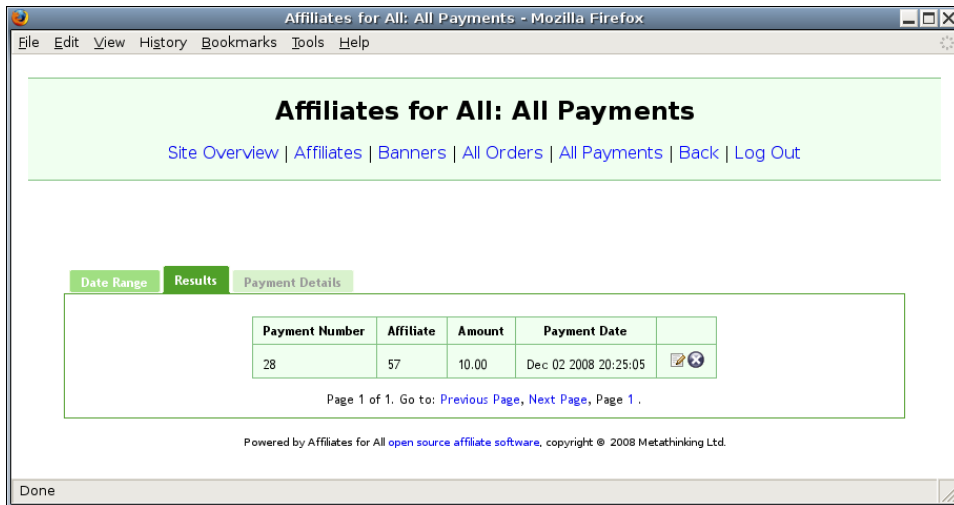 Affiliates for All: All Payments - Mozilla Firefox
File Edit View History Bookmarks Tools Help
Affiliates for All: All Payments
Site Overview | Affiliates | Banners | All Orders | All Payments | Back | Log Out
Date Range Results Payment Details
Payment Number Affiliate Amount Payment Date
28 57 10.00 Dec 02 2008 20:25:05
Page 1 of 1. Go to: Previous Page, Next Page, Page 1 .
Powered by Affiliates for All open source affiliate software, copyright © 2008 Metathinking Ltd.
Done